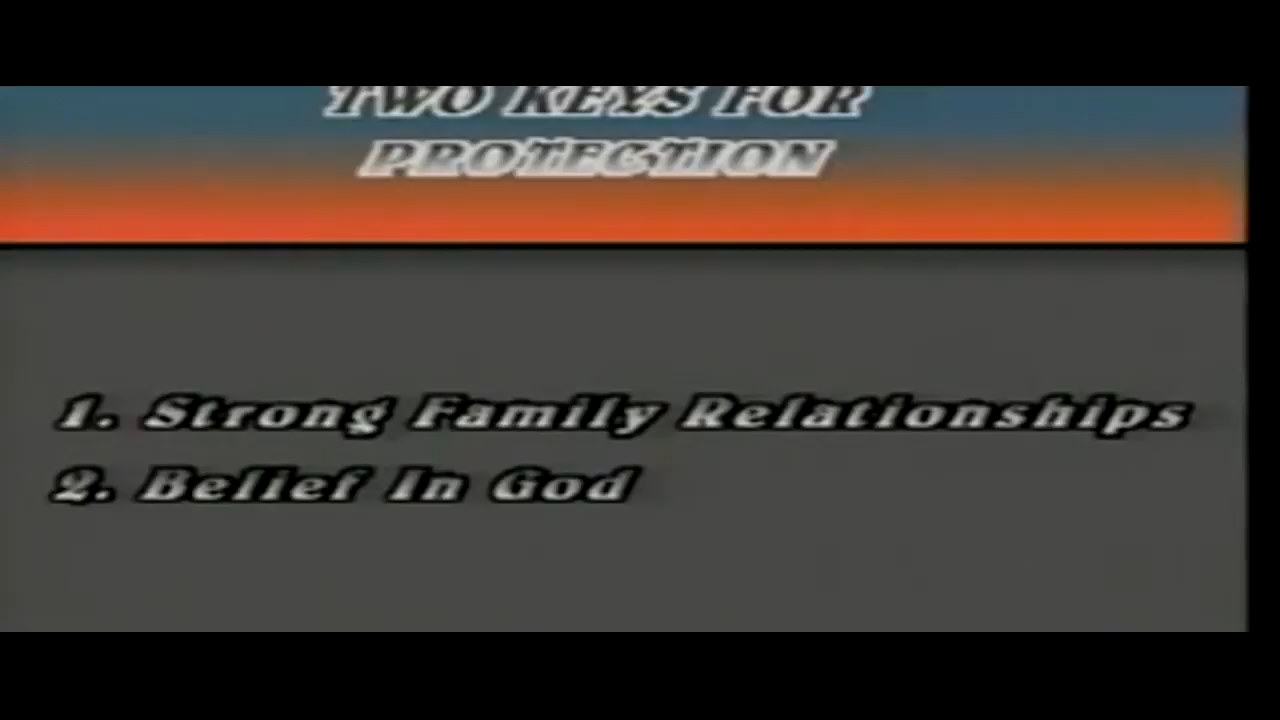 TWO KEYS FOR
PROTECTION
1. Strong Family Relationships
2. Belief In God